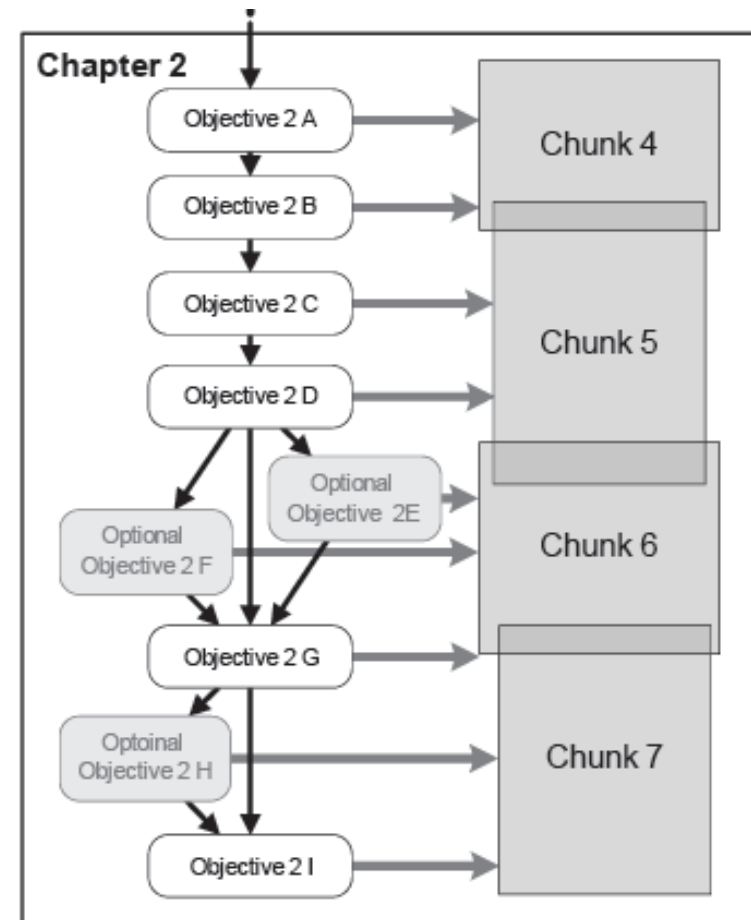 Chapter 2
Objective 2 A
Chunk 4
Objective 2 B
Objective 2 C
Chunk 5
Objective 2 D
Optional
Objective 2E
Optional
Objective 2 F
Chunk 6
Objective 2 G
Optoinal
Objective 2 H
Chunk 7
Objective 2 I